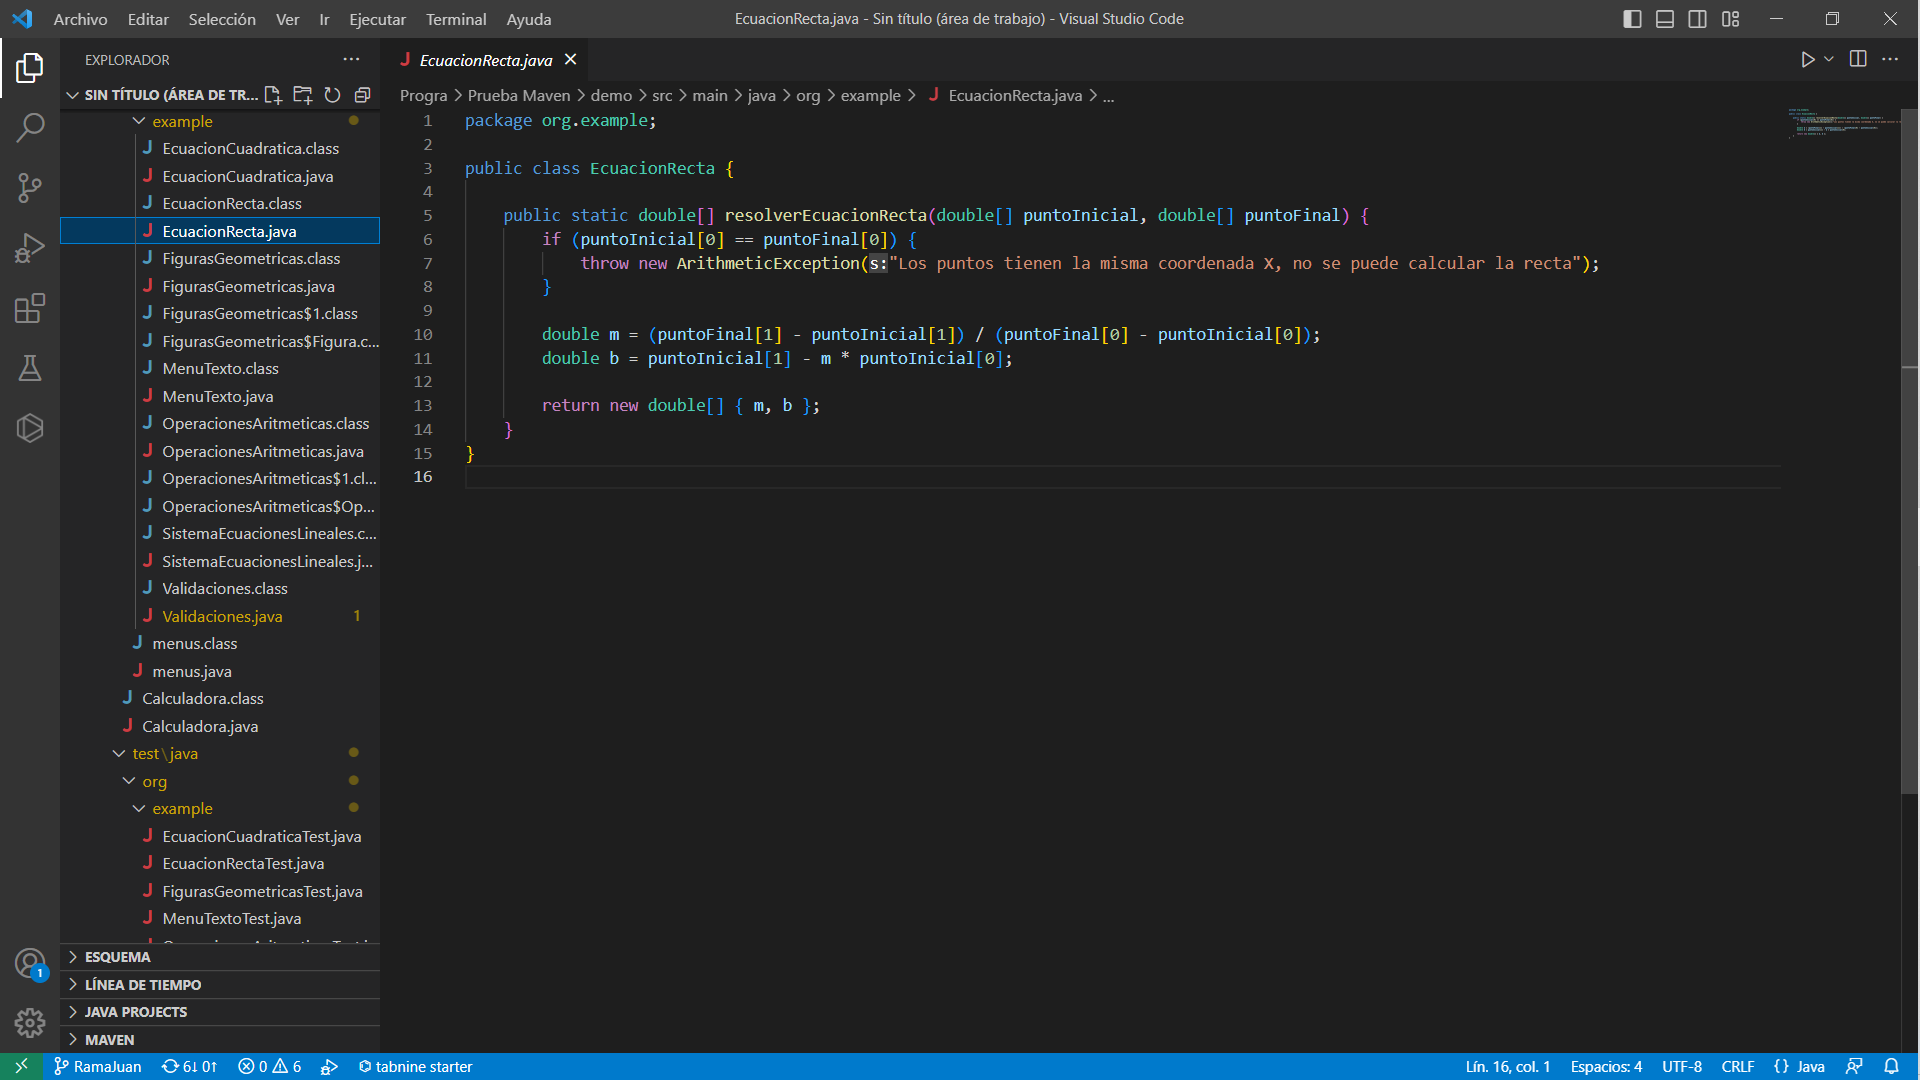 Archivo Editar Selección Ver Ir Ejecutar Terminal Ayuda
EcuacionRecta.java - Sin título (área de trabajo) - Visual Studio Code
EXPLORADOR
SIN TÍTULO (ÁREA DE TR...
example
EcuacionCuadratica.class
EcuacionCuadratica.java
EcuacionRecta.class
EcuacionRecta.java
FigurasGeometricas.class
FigurasGeometricas.java
FigurasGeometricas$1.class
FigurasGeometricas$Figura.c...
MenuTexto.class
MenuTexto.java
OperacionesAritmeticas.class
OperacionesAritmeticas.java
OperacionesAritmeticas$1.cl...
OperacionesAritmeticas$Op...
SistemaEcuacionesLineales.c...
SistemaEcuacionesLineales.j...
Validaciones.class
Validaciones.java 1
menus.class
menus.java
Calculadora.class
Calculadora.java
test\java
org
example
EcuacionCuadraticaTest.java
EcuacionRectaTest.java
FigurasGeometricasTest.java
MenuTextoTest.java
ESQUEMA
LÍNEA DE TIEMPO
JAVA PROJECTS
MAVEN
EcuacionRecta.java
Progra > Prueba Maven > demo > src > main > java > org > example > EcuacionRecta.java > ...
1 package org.example;
2
3 public class EcuacionRecta {
4
5 public static double[] resolverEcuacionRecta(double[] puntoInicial, double[] puntoFinal) {
6 if (puntoInicial[0] == puntoFinal[0]) {
7 throw new ArithmeticException(s:"Los puntos tienen la misma coordenada X, no se puede calcular la recta");
8 }
9
10 double m = (puntoFinal[1] - puntoInicial[1]) / (puntoFinal[0] - puntoInicial[0]);
11 double b = puntoInicial[1] - m * puntoInicial[0];
12
13 return new double[] { m, b };
14 }
15 }
16
1
RamaJuan 6↓ 0↑ 0 6 tabnine starter
Lín. 16, col. 1 Espacios: 4 UTF-8 CRLF {} Java